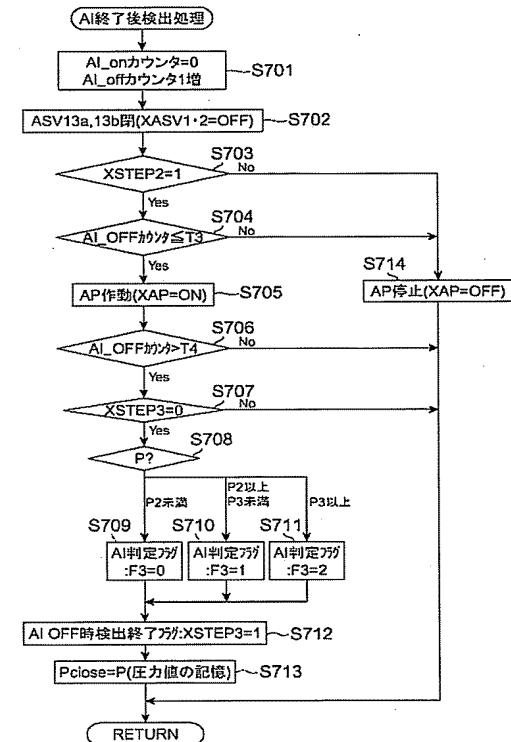 AI終了後検出処理
AI_onカウンタ=0
AI_offカウンタ1増
S701
ASV13a,13b閉(XASV1・2=OFF)
S702
S703
XSTEP2=1
No
Yes
S704
AI_OFFカウンタ≦T3
No
Yes
S714
AP作動(XAP=ON)
S705
AP停止(XAP=OFF)
S706
AI_OFFカウンタ>T4
No
Yes
S707
XSTEP3=0
No
Yes
S708
P?
P2未満
P2以上
P3未満
P3以上
S709
S710
S711
AI判定フラグ
:F3=0
AI判定フラグ
:F3=1
AI判定フラグ
:F3=2
AI OFF時検出終了フラグ:XSTEP3=1
S712
Pclose=P(圧力値の記憶)
S713
RETURN